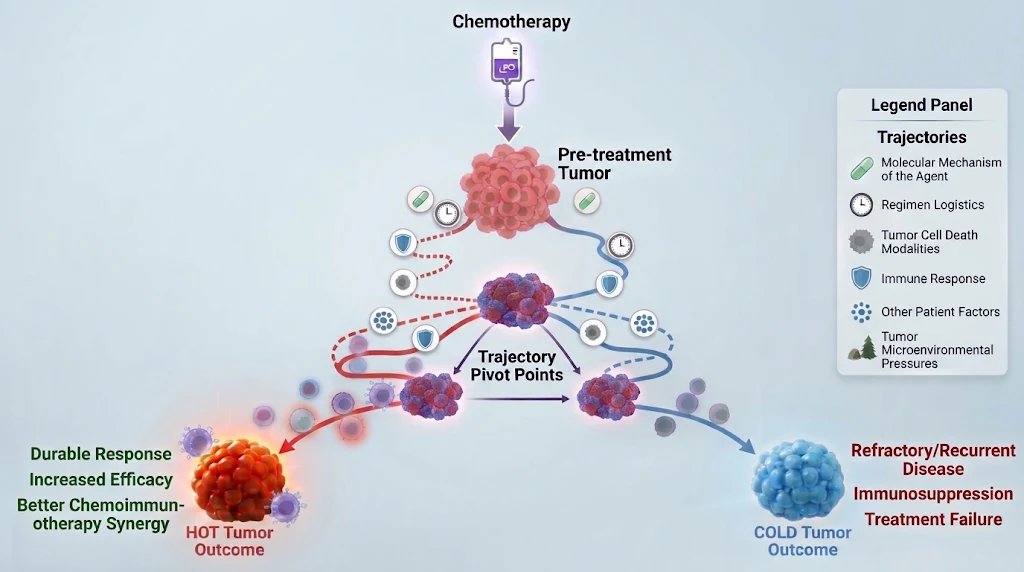 Chemotherapy
Pre-treatment
Tumor
Trajectory
Pivot Points
Durable Response
Increased Efficacy
Better Chemoimmun-
otherapy Synergy
HOT Tumor
Outcome
COLD Tumor
Outcome
Refractory/Recurrent
Disease
Immunosuppression
Treatment Failure
Legend Panel
Trajectories
Molecular Mechanism
of the Agent
Regimen Logistics
Tumor Cell Death
Modalities
Immune Response
Other Patient Factors
Tumor
Microenvironmental
Pressures